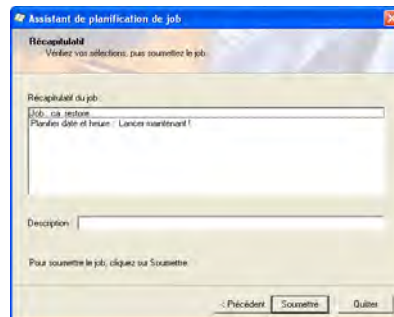 Assistant de planification de job
Récapitulatif
Vérifiez vos sélections, puis soumettez le job.
Récapitulatif du job :
Job : ca_restore
Planifier date et heure : Lancer maintenant !
Description
Pour soumettre le job, cliquez sur Soumettre.
< Précédent Soumettre Quitter